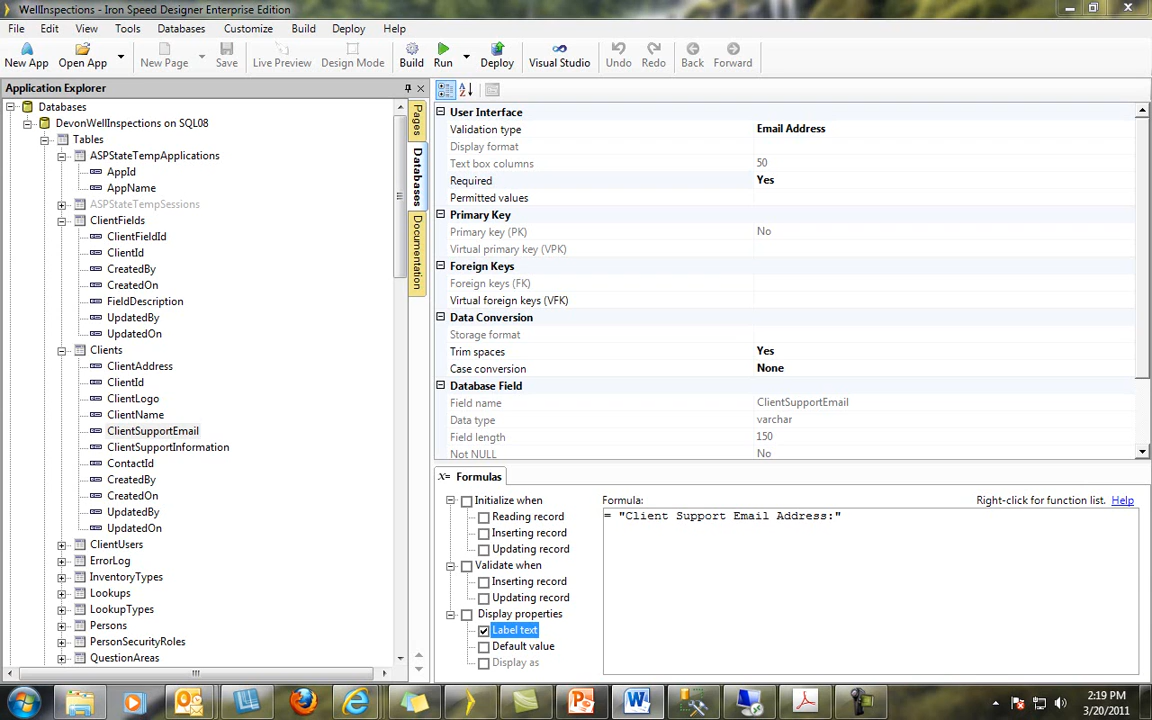 WellInspections - Iron Speed Designer Enterprise Edition
File Edit View Tools Databases Customize Build Deploy Help
New App Open App New Page Save Live Preview Design Mode Build Run Deploy Visual Studio Undo Redo Back Forward
Application Explorer
Databases
DevonWellInspections on SQL08
Tables
ASPStateTempApplications
AppId
AppName
ASPStateTempSessions
ClientFields
ClientFieldId
ClientId
CreatedBy
CreatedOn
FieldDescription
UpdatedBy
UpdatedOn
Clients
ClientAddress
ClientId
ClientLogo
ClientName
ClientSupportEmail
ClientSupportInformation
ContactId
CreatedBy
CreatedOn
UpdatedBy
UpdatedOn
ClientUsers
ErrorLog
InventoryTypes
Lookups
LookupTypes
Persons
PersonSecurityRoles
QuestionAreas
Pages
Databases
Documentation
User Interface
Validation type Email Address
Display format
Text box columns 50
Required Yes
Permitted values
Primary Key
Primary key (PK) No
Virtual primary key (VPK)
Foreign Keys
Foreign keys (FK)
Virtual foreign keys (VFK)
Data Conversion
Storage format
Trim spaces Yes
Case conversion None
Database Field
Field name ClientSupportEmail
Data type varchar
Field length 150
Not NULL No
X= Formulas
Initialize when
Reading record
Inserting record
Updating record
Validate when
Inserting record
Updating record
Display properties
Label text
Default value
Display as
Formula: Right-click for function list. Help
= "Client Support Email Address:"
2:19 PM
3/20/2011